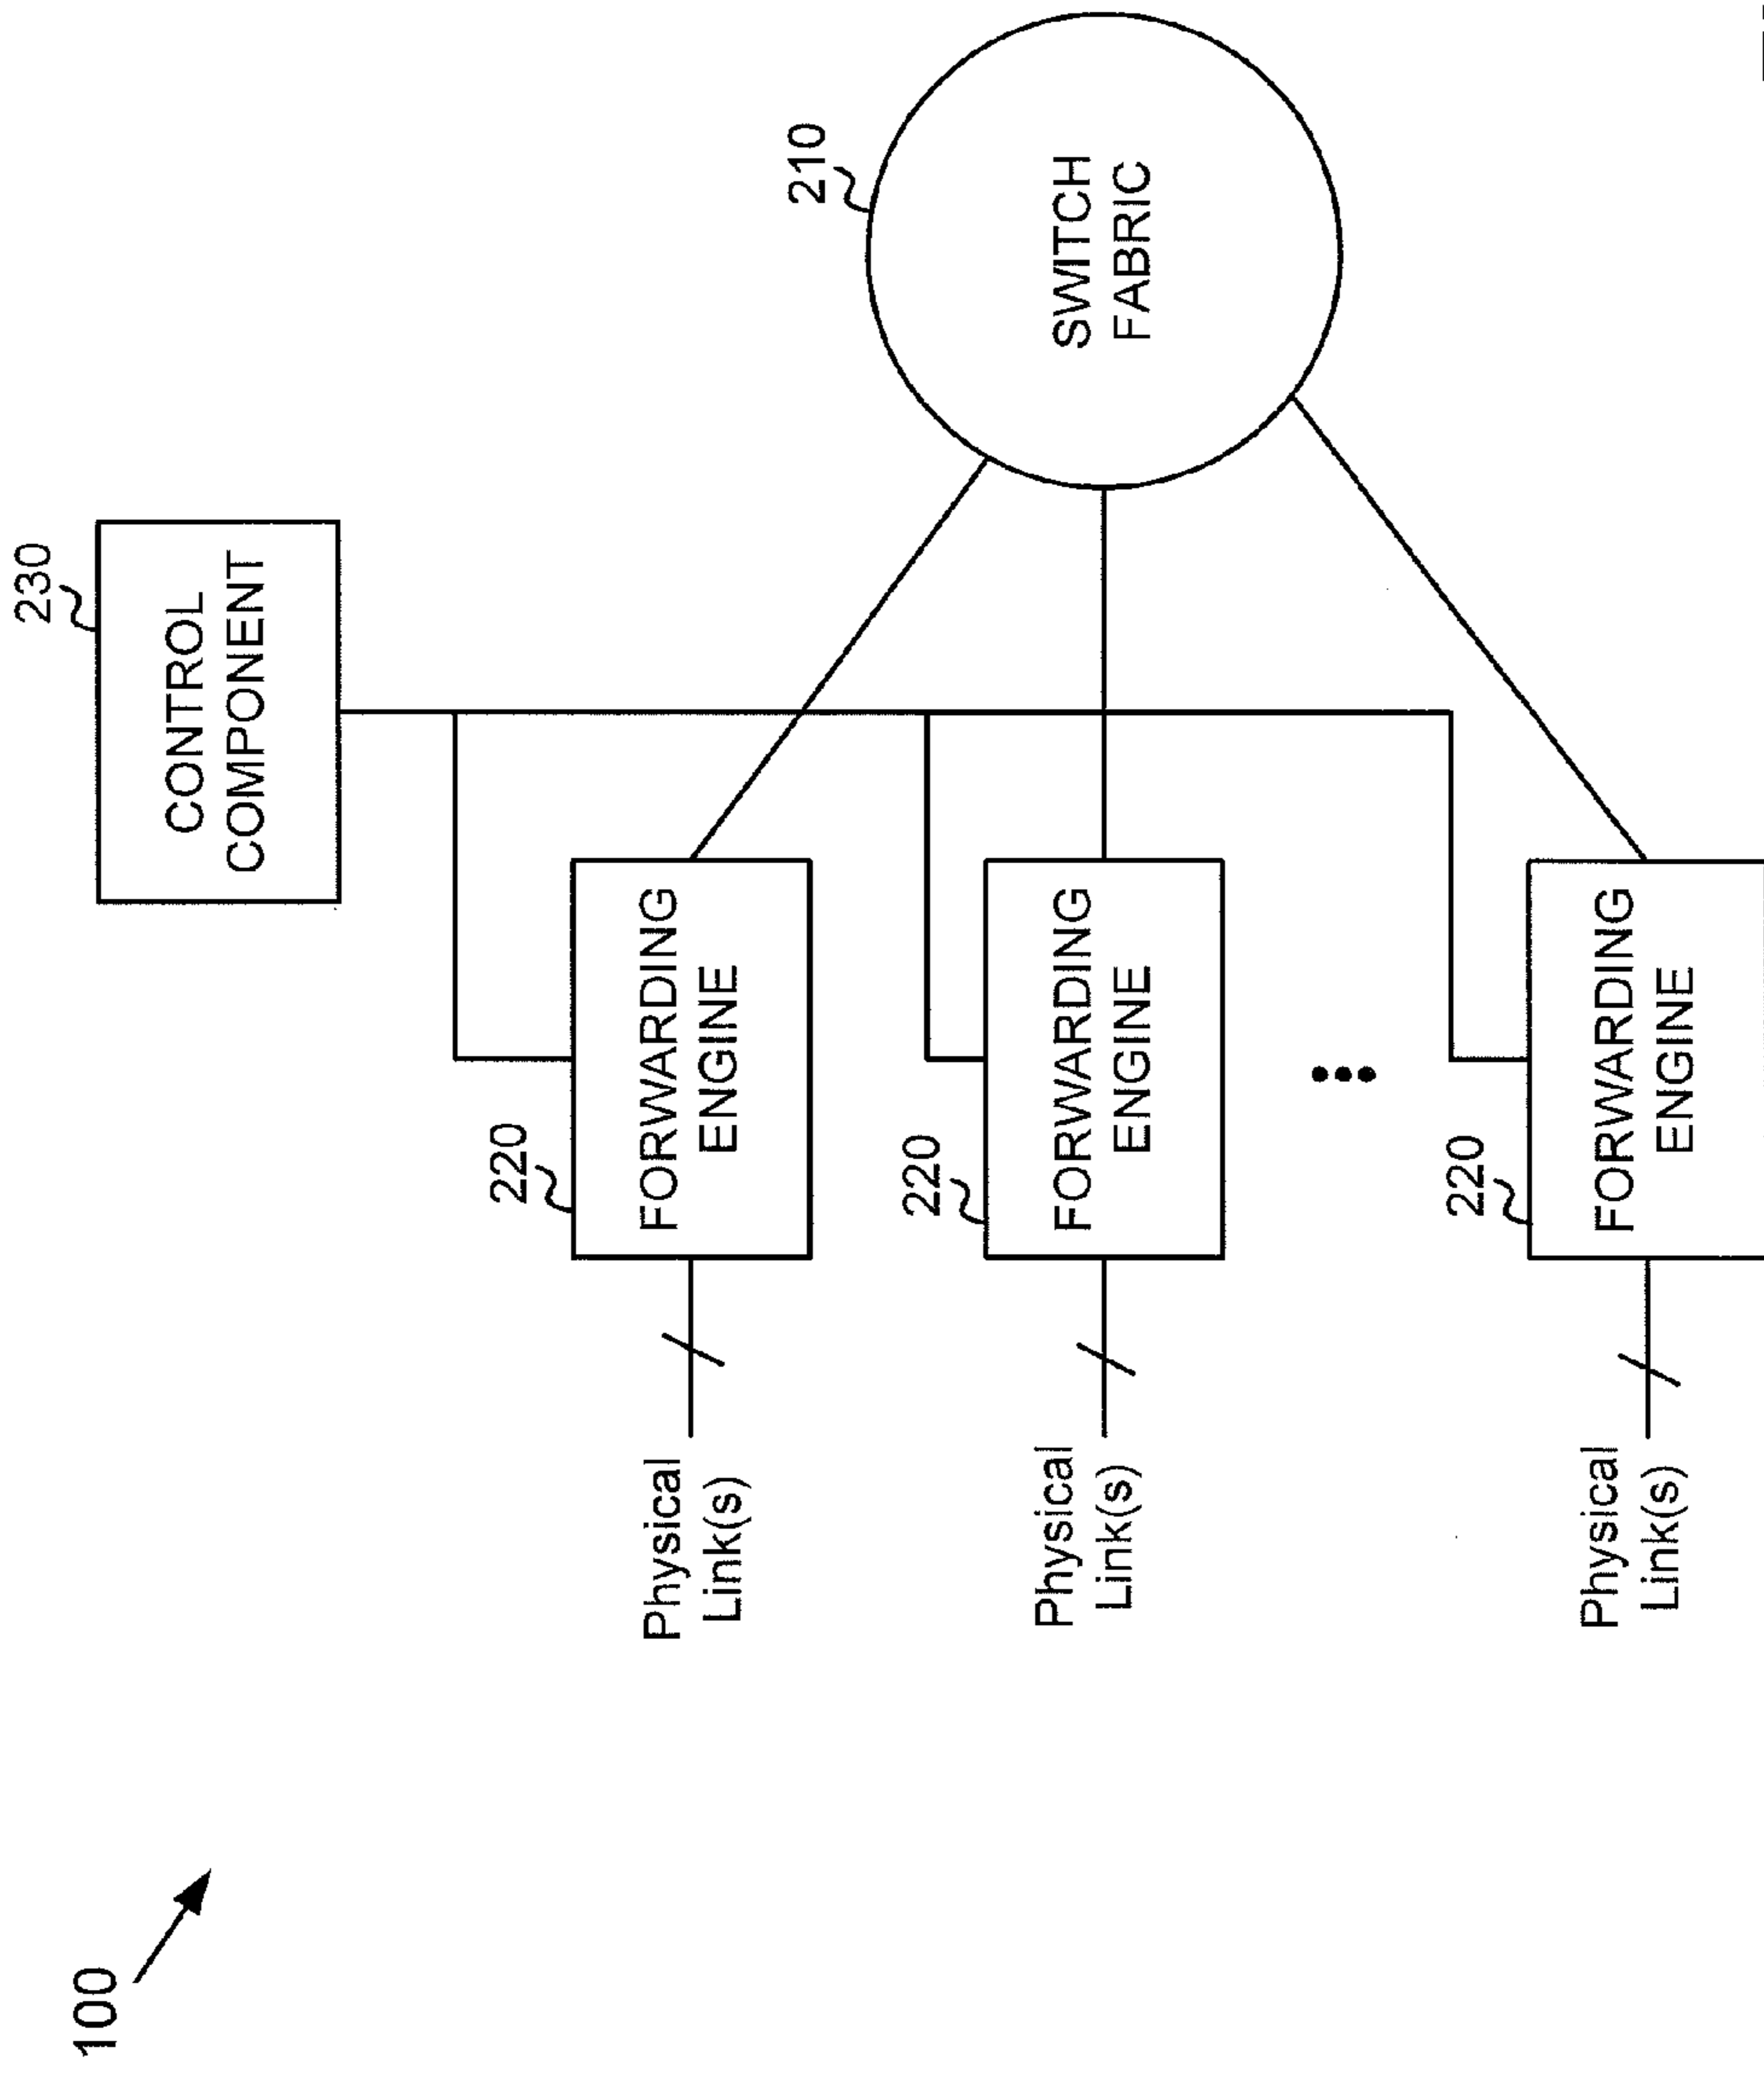 100
230
CONTROL
COMPONENT
220
FORWARDING
ENGINE
Physical
Link(s)
210
SWITCH
FABRIC
220
FORWARDING
ENGINE
Physical
Link(s)
220
FORWARDING
ENGINE
Physical
Link(s)